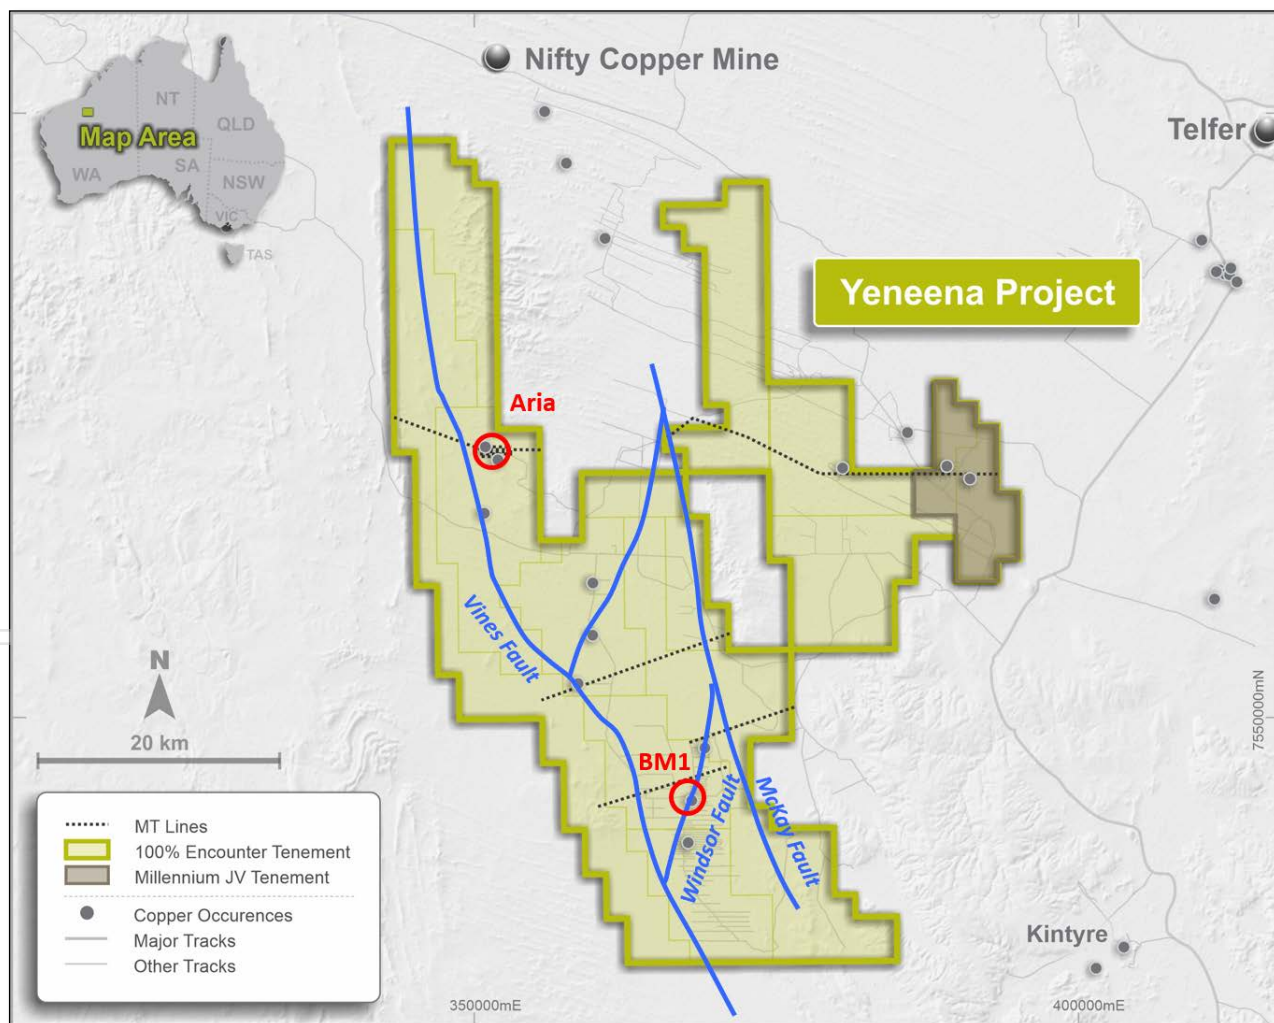 Nifty Copper Mine
Telfer
NT
QLD
Map Area
WA
SA
NSW
VIC
TAS
Yeneena Project
Aria
Vines Fault
N
20 km
BM1
Windsor Fault
McKay Fault
7550000mN
MT Lines
100% Encounter Tenement
Millennium JV Tenement
Copper Occurences
Major Tracks
Other Tracks
Kintyre
350000mE
400000mE